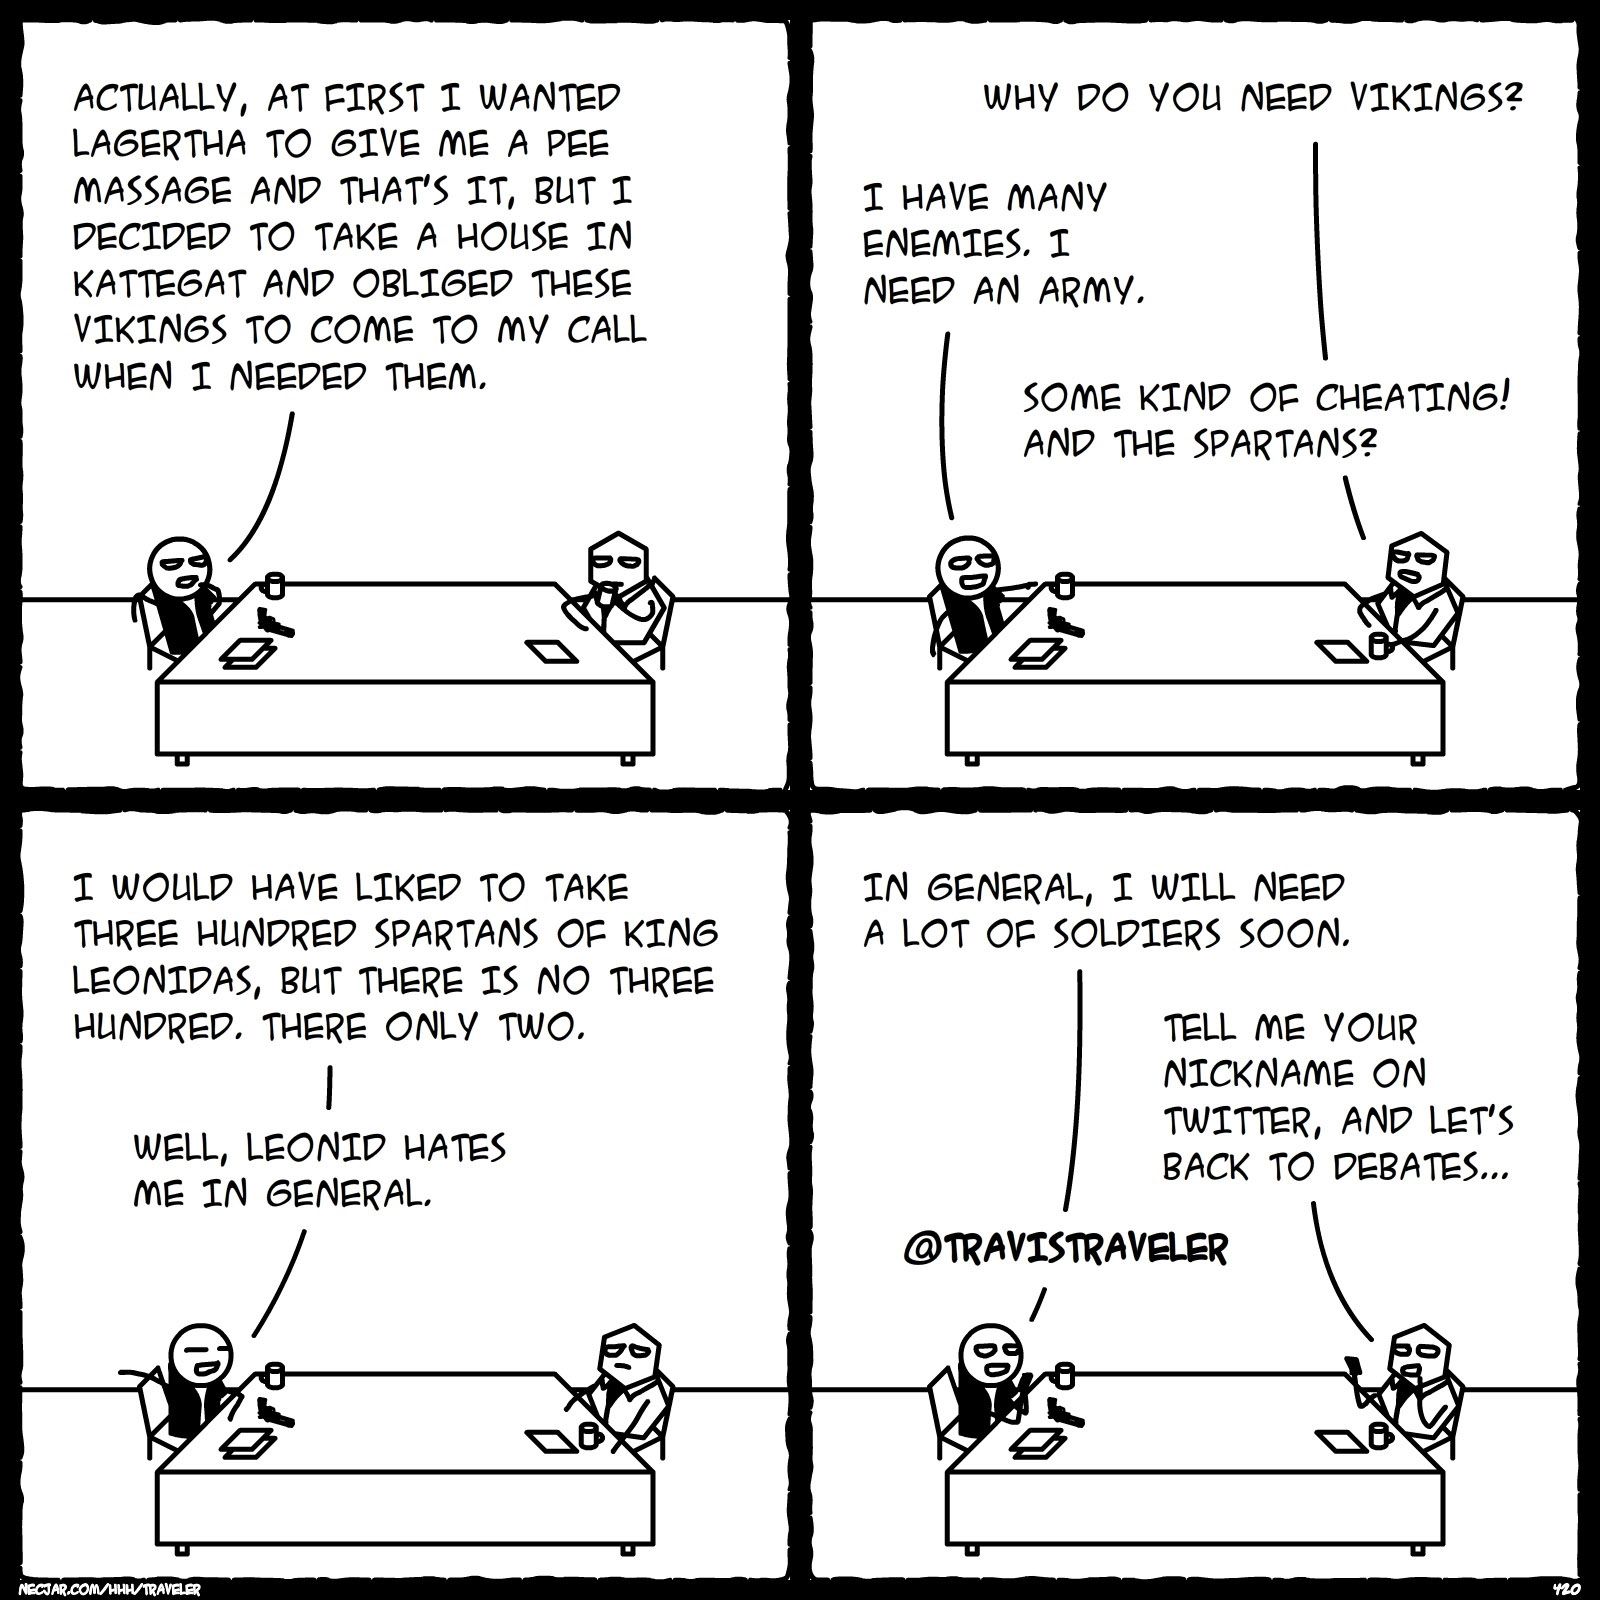 ACTUALLY, AT FIRST I WANTED
LAGERTHA TO GIVE ME A PEE
MASSAGE AND THAT'S IT, BUT I
DECIDED TO TAKE A HOUSE IN
KATTEGAT AND OBLIGED THESE
VIKINGS TO COME TO MY CALL
WHEN I NEEDED THEM.
WHY DO YOU NEED VIKINGS?
I HAVE MANY
ENEMIES. I
NEED AN ARMY.
SOME KIND OF CHEATING!
AND THE SPARTANS?
I WOULD HAVE LIKED TO TAKE
THREE HUNDRED SPARTANS OF KING
LEONIDAS, BUT THERE IS NO THREE
HUNDRED. THERE ONLY TWO.
WELL, LEONID HATES
ME IN GENERAL.
IN GENERAL, I WILL NEED
A LOT OF SOLDIERS SOON.
TELL ME YOUR
NICKNAME ON
TWITTER, AND LET'S
BACK TO DEBATES...
@TRAVISTRAVELER
NECJAR.COM/HHH/TRAVELER
420